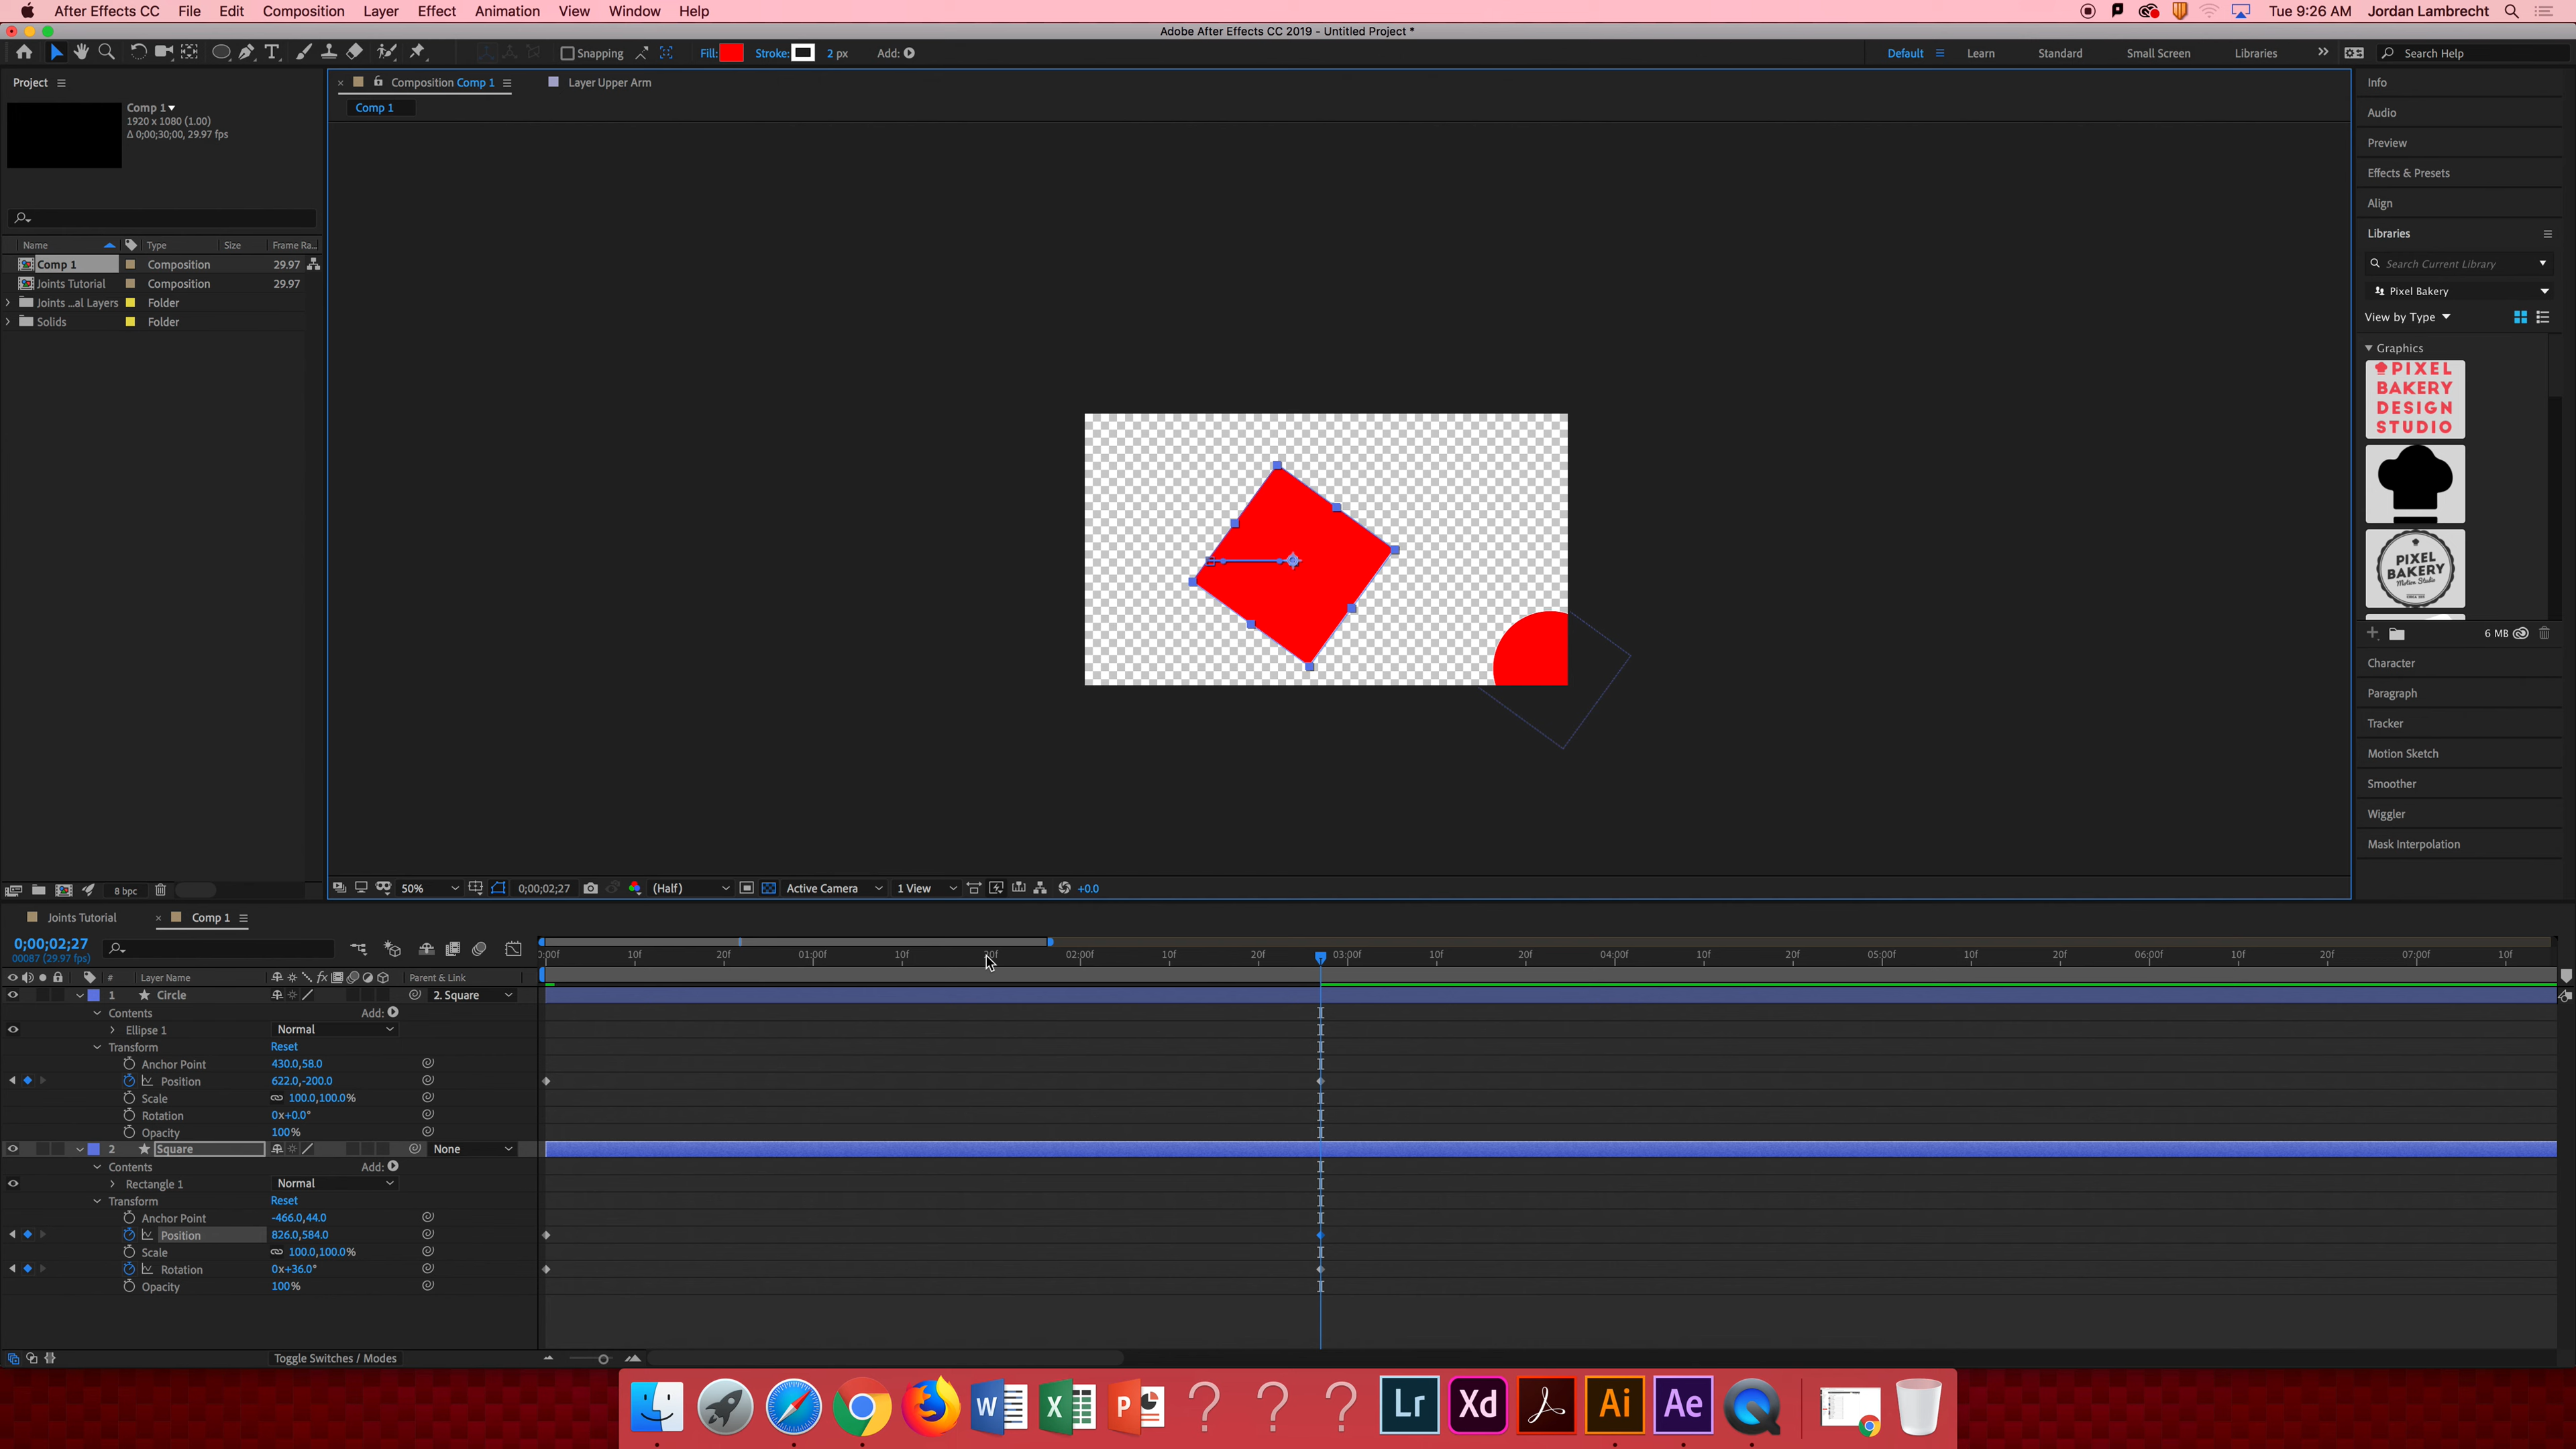 After Effects CC File Edit Composition Layer Effect Animation View Window Help Tue 9:26 AM Jordan Lambrecht
Adobe After Effects CC 2019 - Untitled Project *
Snapping Fill: Stroke: 2 px Add: Default Learn Standard Small Screen Libraries Search Help
Project
Composition Comp 1
Layer Upper Arm
Comp 1
Comp 1
1920 x 1080 (1.00)
Δ 0;00;30;00, 29.97 fps
Name Type Size Frame Ra...
Comp 1 Composition 29.97
Joints Tutorial Composition 29.97
Joints ...al Layers Folder
Solids Folder
8 bpc
50% 0;00;02;27 (Half) Active Camera 1 View +0.0
Info
Audio
Preview
Effects & Presets
Align
Libraries
Search Current Library
Pixel Bakery
View by Type
Graphics
PIXEL
BAKERY
DESIGN
STUDIO
PIXEL
BAKERY
Motion Studio
6 MB
Character
Paragraph
Tracker
Motion Sketch
Smoother
Wiggler
Mask Interpolation
Joints Tutorial Comp 1
0;00;02;27
00087 (29.97 fps)
0:00f 10f 20f 01:00f 10f 20f 02:00f 10f 20f 03:00f 10f 20f 04:00f 10f 20f 05:00f 10f 20f 06:00f 10f 20f 07:00f 10f
# Layer Name fx Parent & Link
1 Circle 2. Square
Contents Add:
Ellipse 1 Normal
Transform Reset
Anchor Point 430.0,58.0
Position 622.0,-200.0
Scale 100.0,100.0%
Rotation 0x+0.0°
Opacity 100%
2 Square None
Contents Add:
Rectangle 1 Normal
Transform Reset
Anchor Point -466.0,44.0
Position 826.0,584.0
Scale 100.0,100.0%
Rotation 0x+36.0°
Opacity 100%
Toggle Switches / Modes
W X P ? ? ? Lr Xd Ai Ae